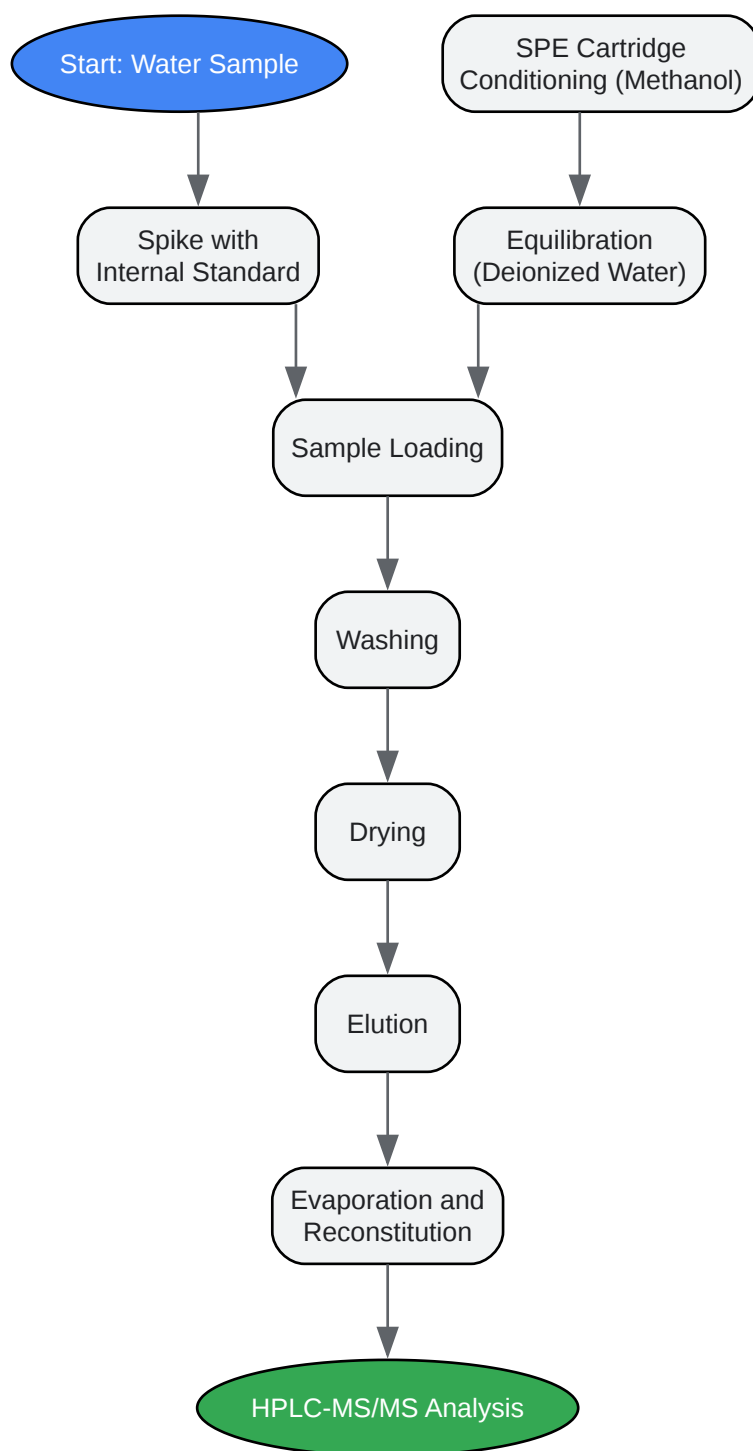 Start: Water Sample
SPE Cartridge
Conditioning (Methanol)
Spike with
Internal Standard
Equilibration
(Deionized Water)
Sample Loading
Washing
Drying
Elution
Evaporation and
Reconstitution
HPLC-MS/MS Analysis